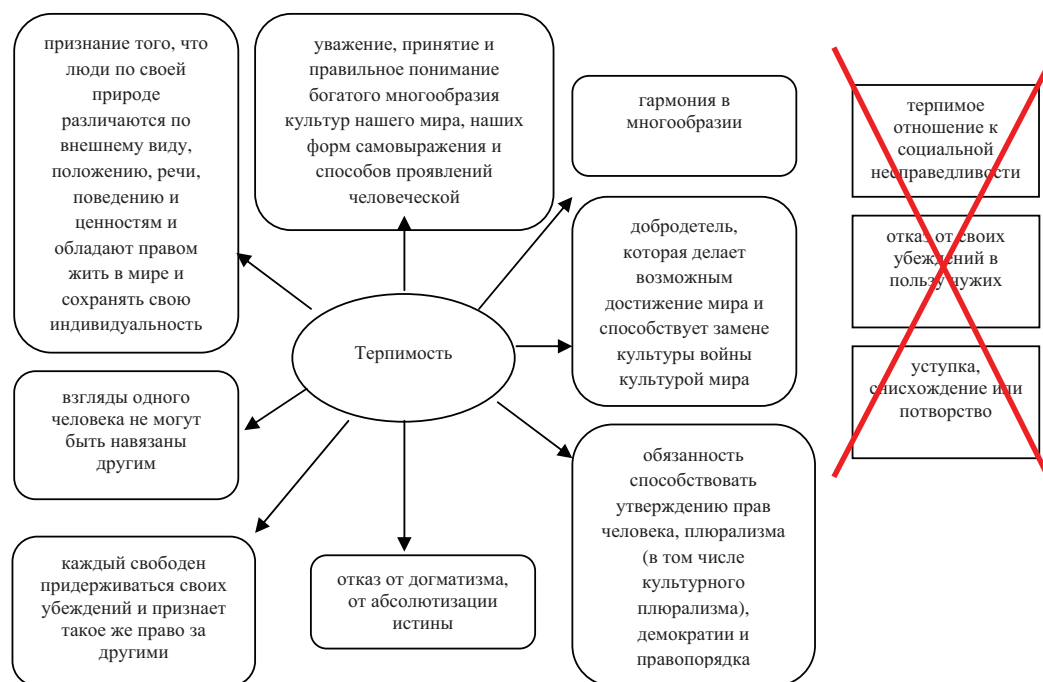 признание того, что
люди по своей
природе
различаются по
внешнему виду,
положению, речи,
поведению и
ценностям и
обладают правом
жить в мире и
сохранять свою
индивидуальность
уважение, принятие и
правильное понимание
богатого многообразия
культур нашего мира, наших
форм самовыражения и
способов проявлений
человеческой
гармония в
многообразии
терпимое
отношение к
социальной
несправедливости
добродетель,
которая делает
возможным
достижение мира и
способствует замене
культуры войны
культурой мира
отказ от своих
убеждений в
пользу чужих
Терпимость
уступка,
снисхождение или
потворство
взгляды одного
человека не могут
быть навязаны
другим
обязанность
способствовать
утверждению прав
человека, плюрализма
(в том числе
культурного
плюрализма),
демократии и
правопорядка
каждый свободен
придерживаться своих
убеждений и признает
такое же право за
другими
отказ от догматизма,
от абсолютизации
истины